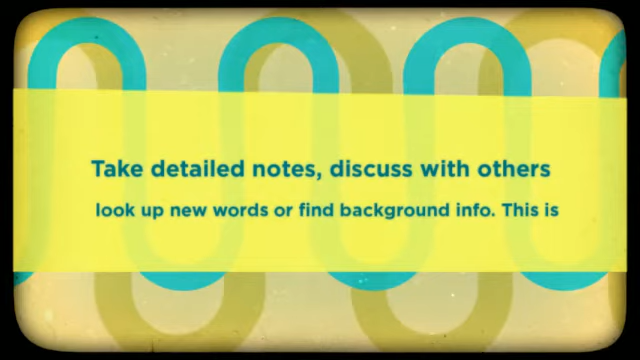 Take detailed notes, discuss with others
look up new words or find background info. This is